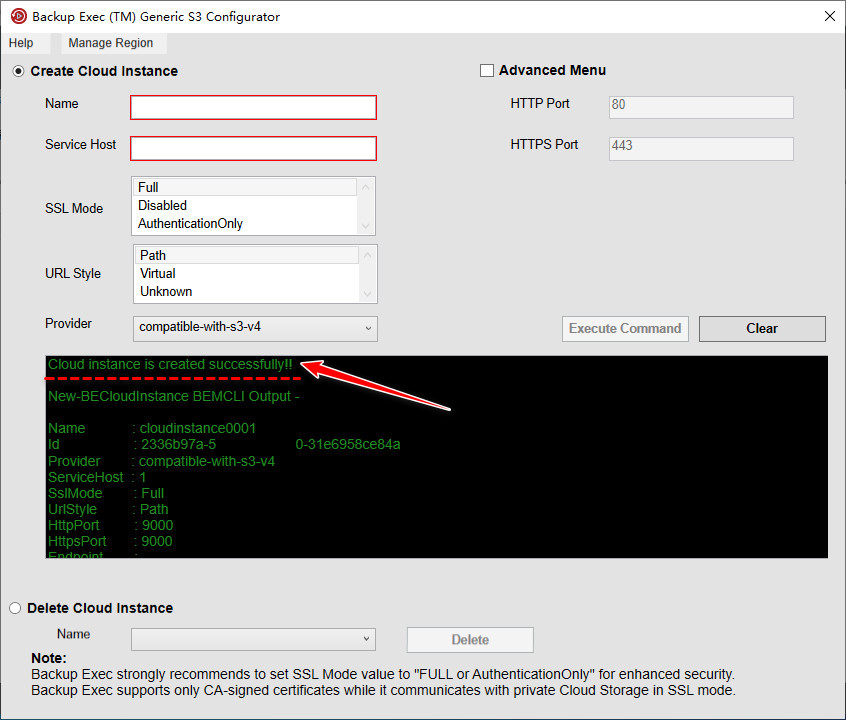 Backup Exec (TM) Generic S3 Configurator
Help Manage Region
Create Cloud Instance
Advanced Menu
Name
HTTP Port 80
Service Host
HTTPS Port 443
SSL Mode
Full
Disabled
AuthenticationOnly
URL Style
Path
Virtual
Unknown
Provider compatible-with-s3-v4
Execute Command Clear
Cloud instance is created successfully!!
New-BECloudInstance BEMCLI Output -
Name : cloudinstance0001
Id : 2336b97a-5 0-31e6958ce84a
Provider : compatible-with-s3-v4
ServiceHost : 1
SslMode : Full
UrlStyle : Path
HttpPort : 9000
HttpsPort : 9000
Endpoint :
Delete Cloud Instance
Name
Delete
Note:
Backup Exec strongly recommends to set SSL Mode value to "FULL or AuthenticationOnly" for enhanced security.
Backup Exec supports only CA-signed certificates while it communicates with private Cloud Storage in SSL mode.